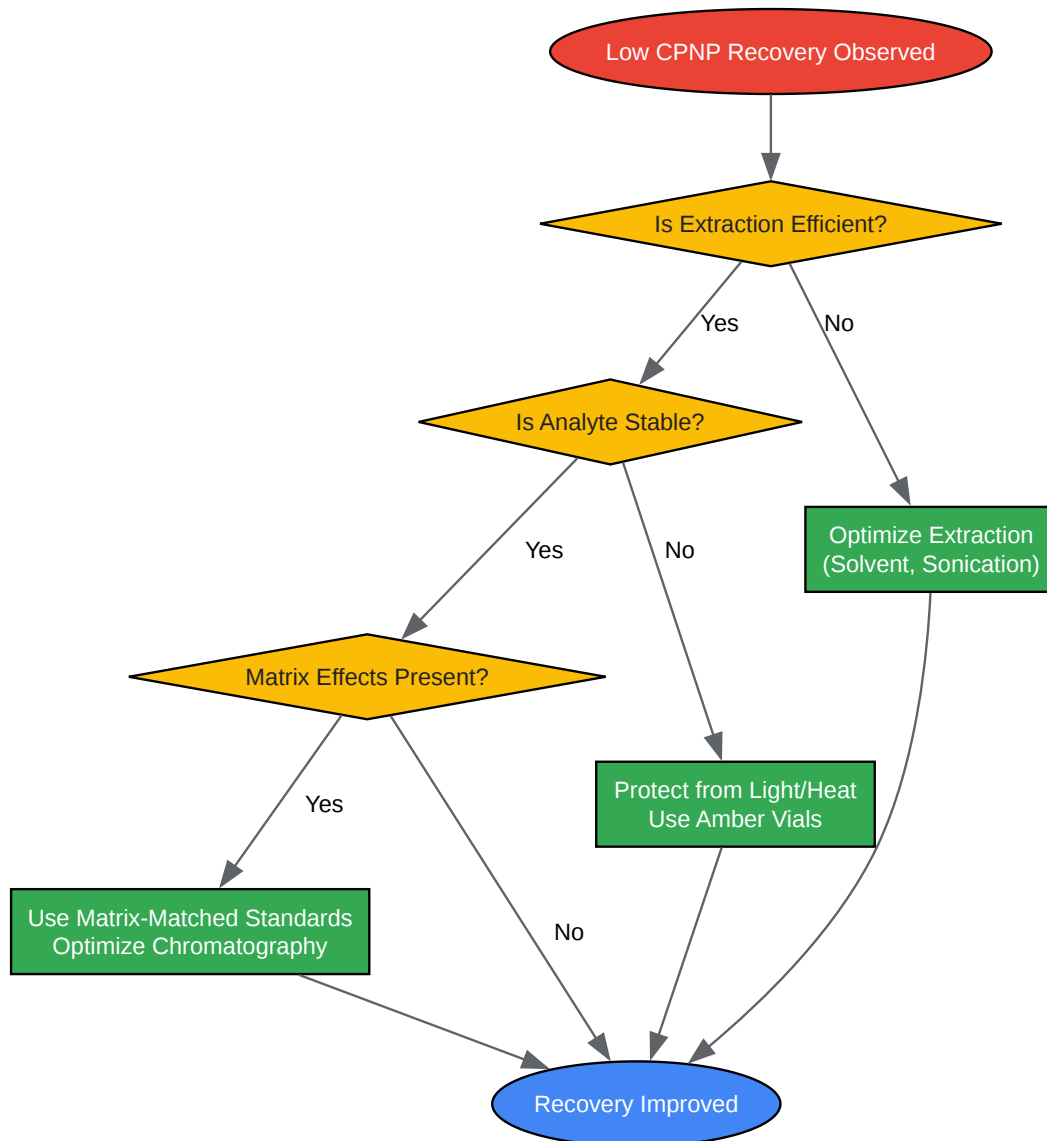 Low CPNP Recovery Observed
Is Extraction Efficient?
Yes
No
Is Analyte Stable?
Yes
No
Optimize Extraction
(Solvent, Sonication)
Matrix Effects Present?
Yes
No
Protect from Light/Heat
Use Amber Vials
Use Matrix-Matched Standards
Optimize Chromatography
Recovery Improved